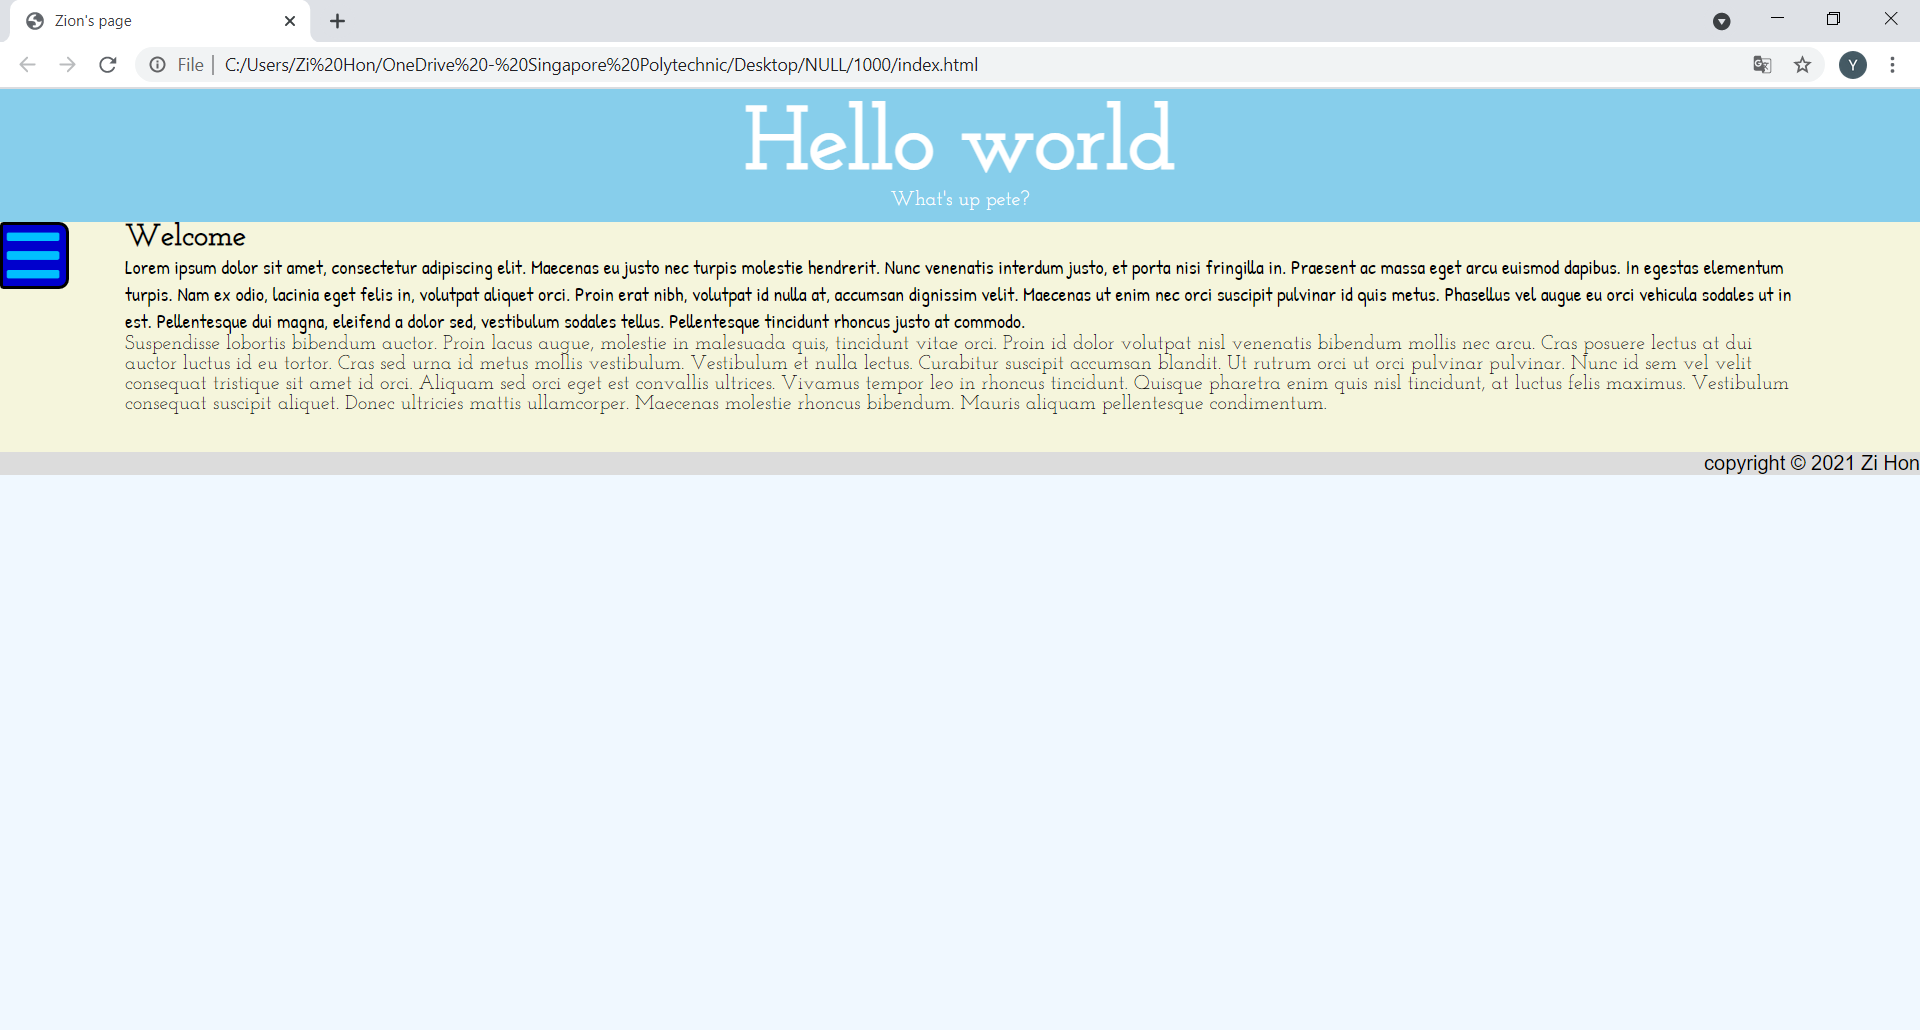 Zion's page
File | C:/Users/Zi%20Hon/OneDrive%20-%20Singapore%20Polytechnic/Desktop/NULL/1000/index.html
Y
Hello world
What's up pete?
Welcome
Lorem ipsum dolor sit amet, consectetur adipiscing elit. Maecenas eu justo nec turpis molestie hendrerit. Nunc venenatis interdum justo, et porta nisi fringilla in. Praesent ac massa eget arcu euismod dapibus. In egestas elementum
turpis. Nam ex odio, lacinia eget felis in, volutpat aliquet orci. Proin erat nibh, volutpat id nulla at, accumsan dignissim velit. Maecenas ut enim nec orci suscipit pulvinar id quis metus. Phasellus vel augue eu orci vehicula sodales ut in
est. Pellentesque dui magna, eleifend a dolor sed, vestibulum sodales tellus. Pellentesque tincidunt rhoncus justo at commodo.
Suspendisse lobortis bibendum auctor. Proin lacus augue, molestie in malesuada quis, tincidunt vitae orci. Proin id dolor volutpat nisl venenatis bibendum mollis nec arcu. Cras posuere lectus at dui
auctor luctus id eu tortor. Cras sed urna id metus mollis vestibulum. Vestibulum et nulla lectus. Curabitur suscipit accumsan blandit. Ut rutrum orci ut orci pulvinar pulvinar. Nunc id sem vel velit
consequat tristique sit amet id orci. Aliquam sed orci eget est convallis ultrices. Vivamus tempor leo in rhoncus tincidunt. Quisque pharetra enim quis nisl tincidunt, at luctus felis maximus. Vestibulum
consequat suscipit aliquet. Donec ultricies mattis ullamcorper. Maecenas molestie rhoncus bibendum. Mauris aliquam pellentesque condimentum.
copyright © 2021 Zi Hon